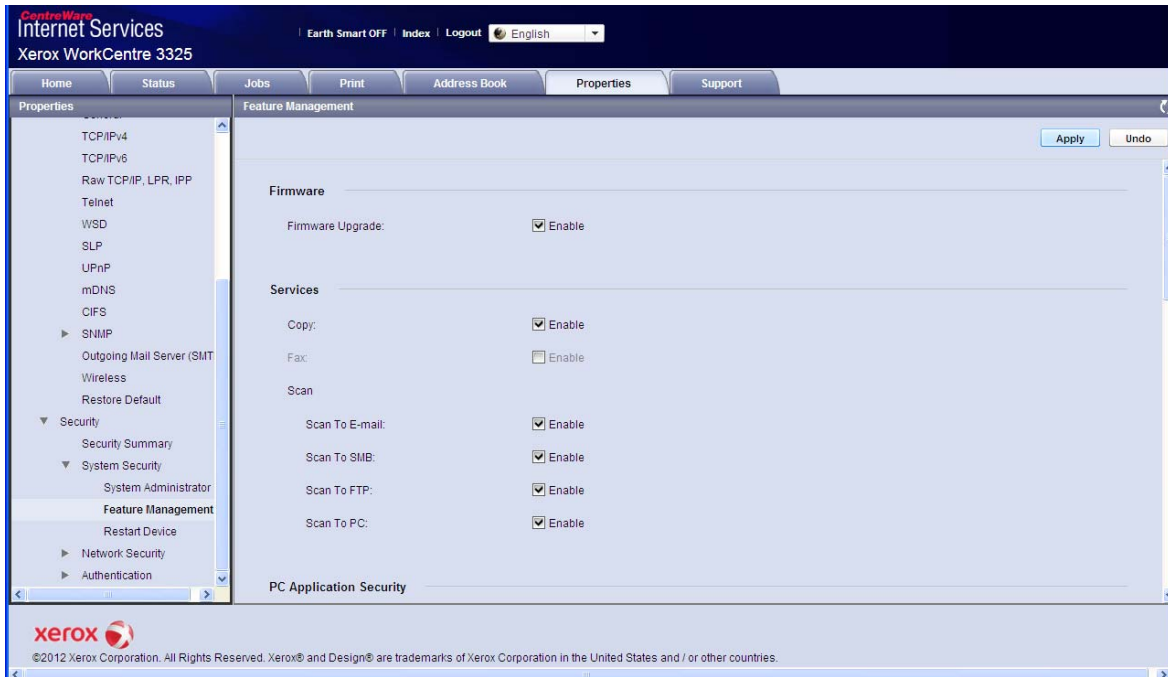 CentreWare
Internet Services
Xerox WorkCentre 3325
Earth Smart OFF | Index | Logout English
Home Status Jobs Print Address Book Properties Support
Properties
Feature Management
General
TCP/IPv4
TCP/IPv6
Raw TCP/IP, LPR, IPP
Telnet
WSD
SLP
UPnP
mDNS
CIFS
SNMP
Outgoing Mail Server (SMT
Wireless
Restore Default
Security
Security Summary
System Security
System Administrator
Feature Management
Restart Device
Network Security
Authentication
Apply Undo
Firmware
Firmware Upgrade: Enable
Services
Copy: Enable
Fax: Enable
Scan
Scan To E-mail: Enable
Scan To SMB: Enable
Scan To FTP: Enable
Scan To PC: Enable
PC Application Security
xerox
©2012 Xerox Corporation. All Rights Reserved. Xerox® and Design® are trademarks of Xerox Corporation in the United States and / or other countries.